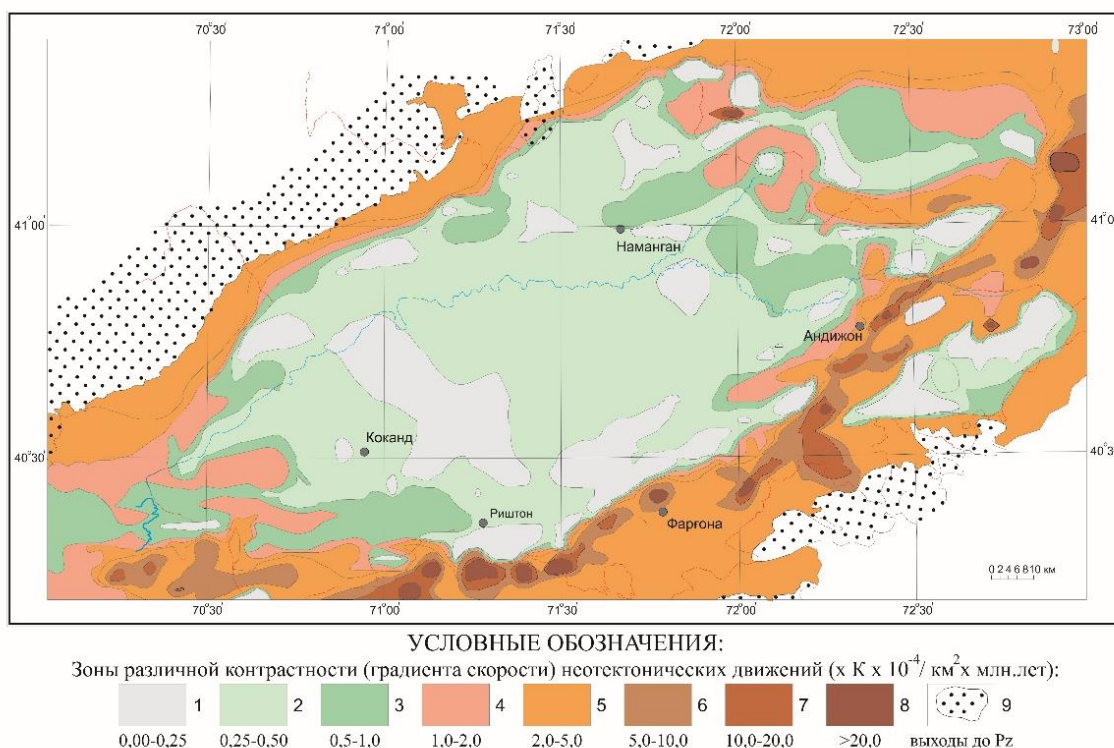 70°30' 71°00 71°30 72°00 72°30 73°00
41°00 41°00
Наманган
Андижон
Коканд
40°30 40°30
Риштон
Фарғона
0 2 4 6 8 10 км
70°30 71°00 71°30 72°00 72°30
УСЛОВНЫЕ ОБОЗНАЧЕНИЯ:
Зоны различной контрастности (градиента скорости) неотектонических движений (х К х 10⁻⁴/ км²х млн.лет):
1 2 3 4 5 6 7 8 9
0,00-0,25 0,25-0,50 0,5-1,0 1,0-2,0 2,0-5,0 5,0-10,0 10,0-20,0 >20,0 выходы до Pz